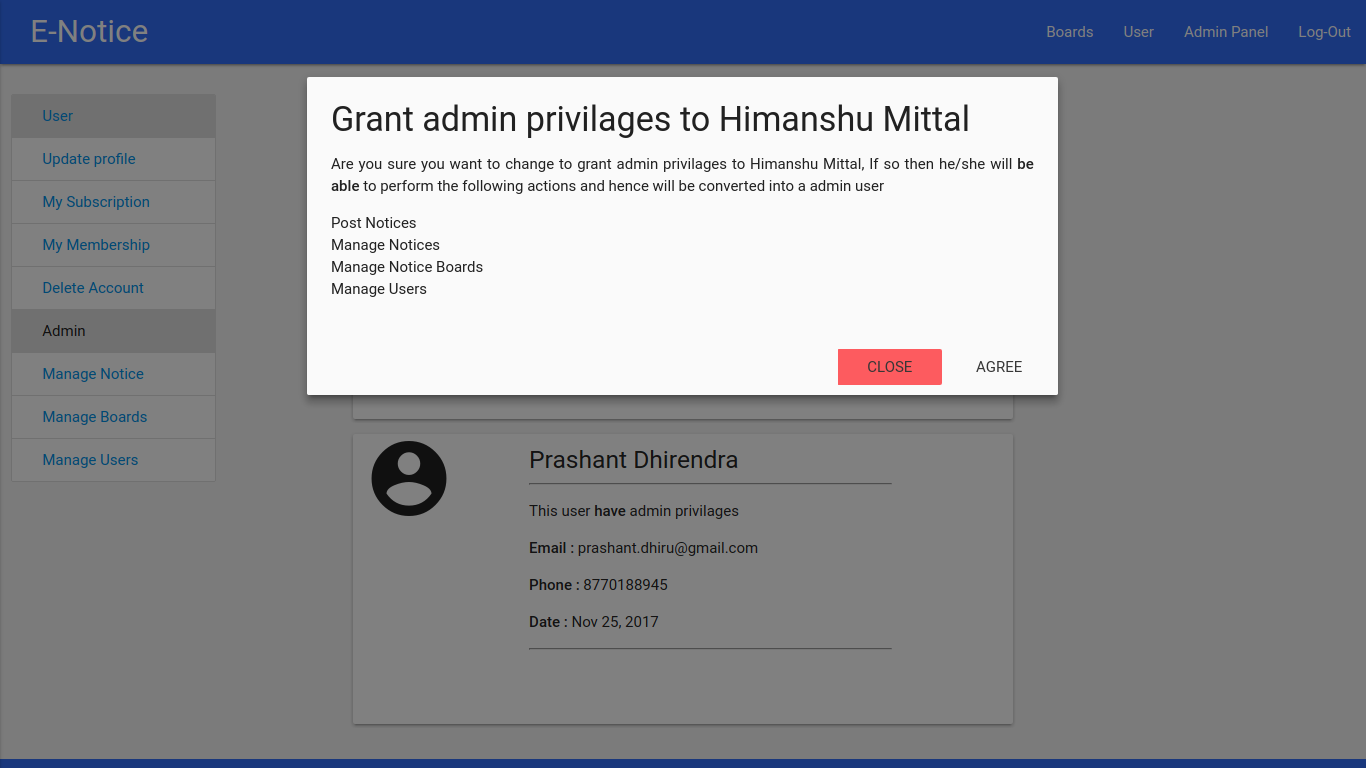 E-Notice
Boards
User
Admin Panel
Log-Out
User
Update profile
My Subscription
My Membership
Delete Account
Admin
Manage Notice
Manage Boards
Manage Users
Grant admin privilages to Himanshu Mittal
Are you sure you want to change to grant admin privilages to Himanshu Mittal, If so then he/she will be
able to perform the following actions and hence will be converted into a admin user
Post Notices
Manage Notices
Manage Notice Boards
Manage Users
CLOSE
AGREE
Prashant Dhirendra
This user have admin privilages
Email : prashant.dhiru@gmail.com
Phone : 8770188945
Date : Nov 25, 2017